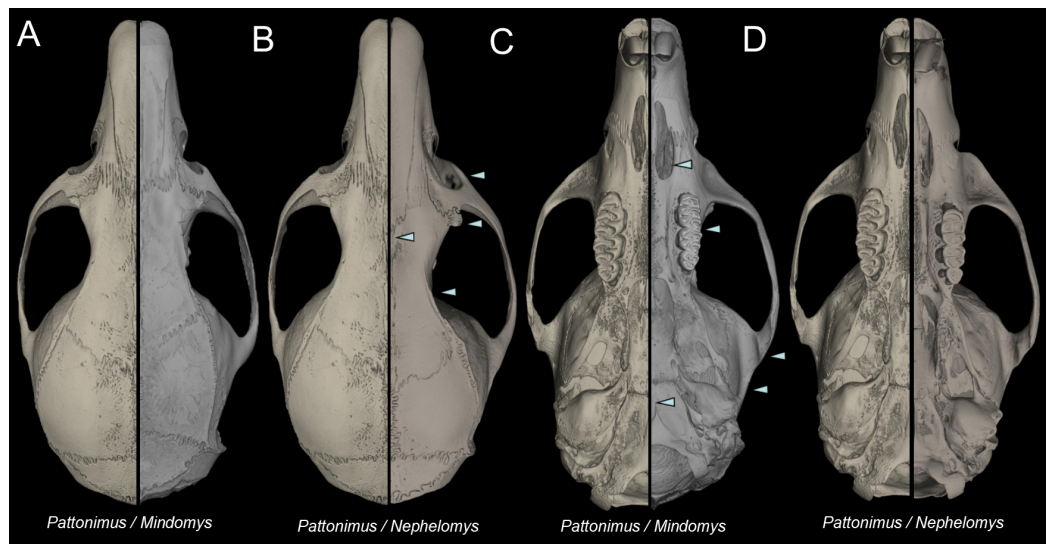 A
B
C
D
Pattonimus / Mindomys
Pattonimus / Nephelomys
Pattonimus / Mindomys
Pattonimus / Nephelomys